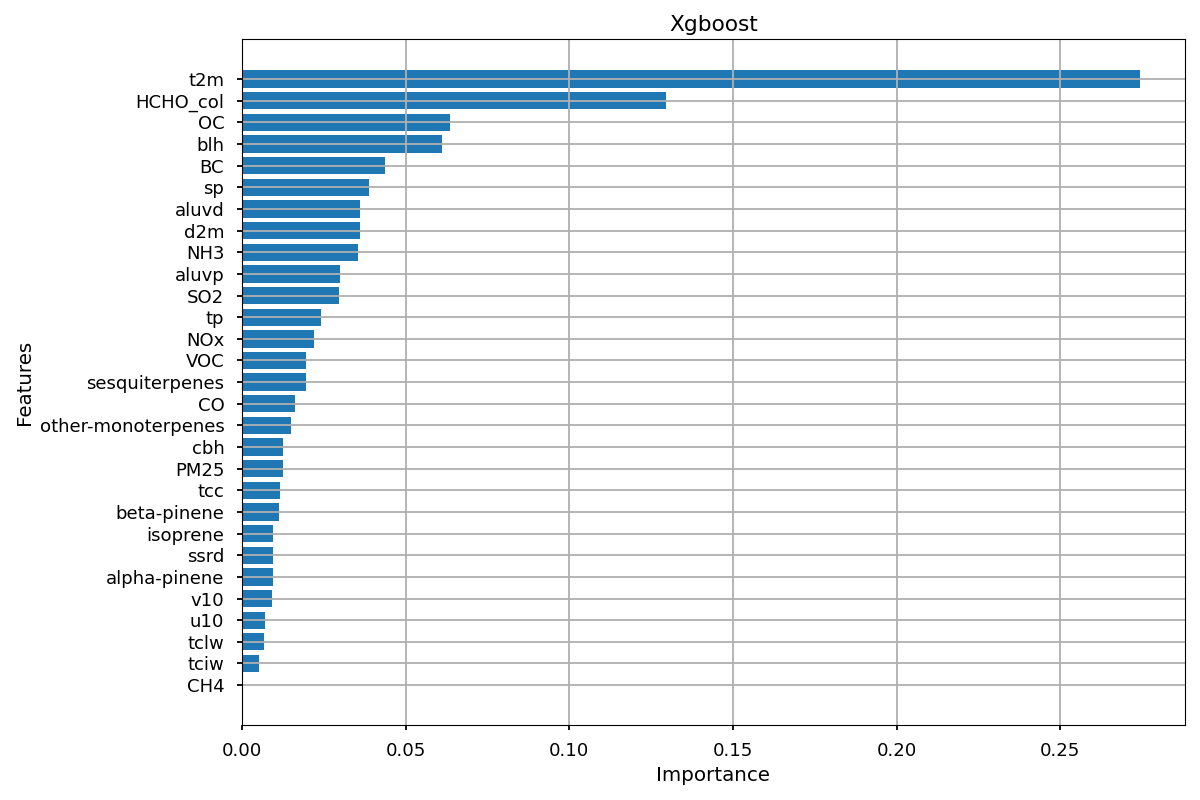 Xgboost
t2m
HCHO_col
OC
blh
BC
sp
aluvd
d2m
NH3
aluvp
SO2
tp
NOx
VOC
sesquiterpenes
CO
other-monoterpenes
cbh
PM25
tcc
beta-pinene
isoprene
ssrd
alpha-pinene
v10
u10
tclw
tciw
CH4
Features
0.00 0.05 0.10 0.15 0.20 0.25
Importance